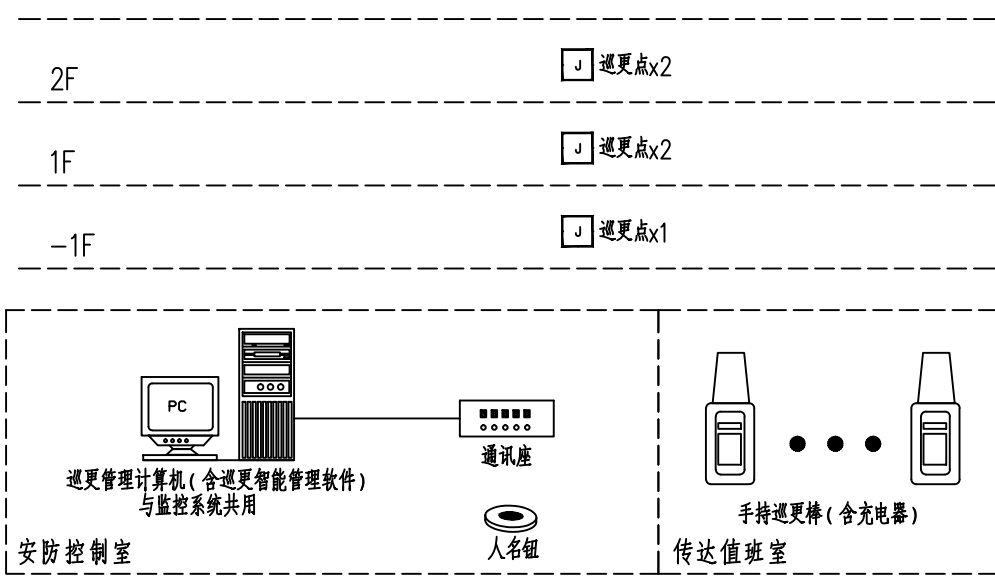 2F
J 巡更点x2
1F
J 巡更点x2
-1F
J 巡更点x1
PC
巡更管理计算机(含巡更智能管理软件)
与监控系统共用
通讯座
人名钮
安防控制室
手持巡更棒(含充电器)
传达值班室